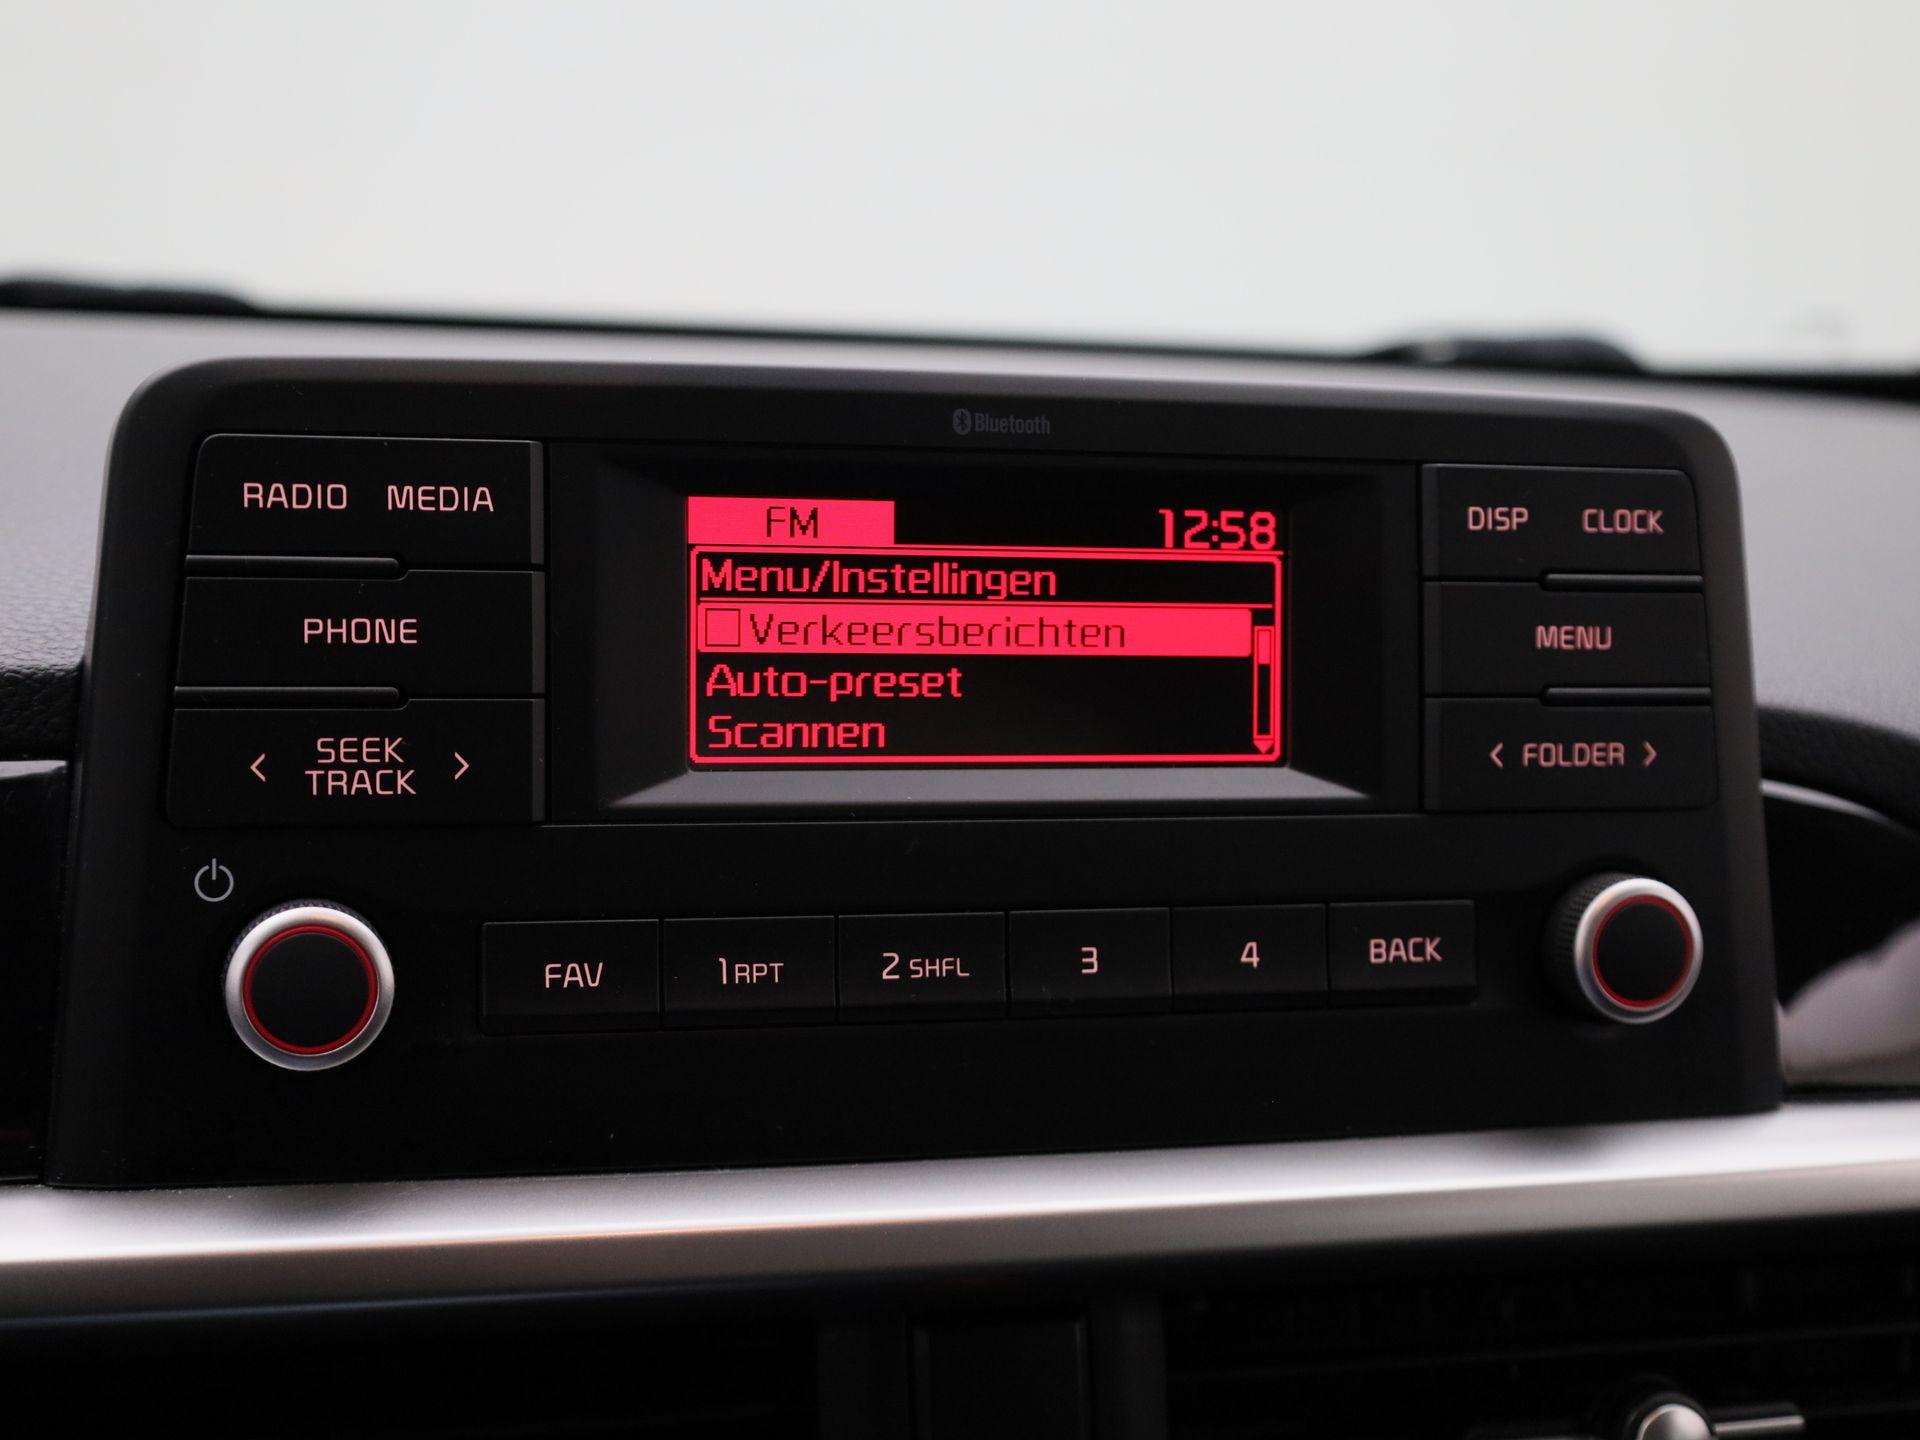 Bluetooth
RADIO MEDIA
PHONE
< SEEK TRACK >
FM 12:58
Menu/Instellingen
Verkeersberichten
Auto-preset
Scannen
DISP CLOCK
MENU
< FOLDER >
FAV 1 RPT 2 SHFL 3 4 BACK